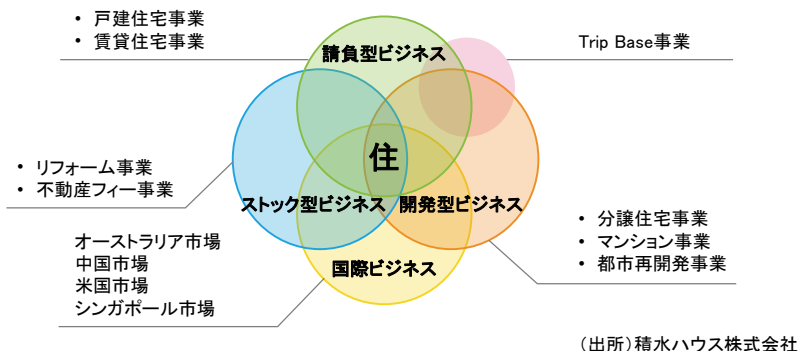 • 戸建住宅事業
• 賃貸住宅事業
Trip Base事業
請負型ビジネス
住
• リフォーム事業
• 不動産フィー事業
ストック型ビジネス
開発型ビジネス
• 分譲住宅事業
• マンション事業
• 都市再開発事業
オーストラリア市場
中国市場
米国市場
シンガポール市場
国際ビジネス
（出所）積水ハウス株式会社